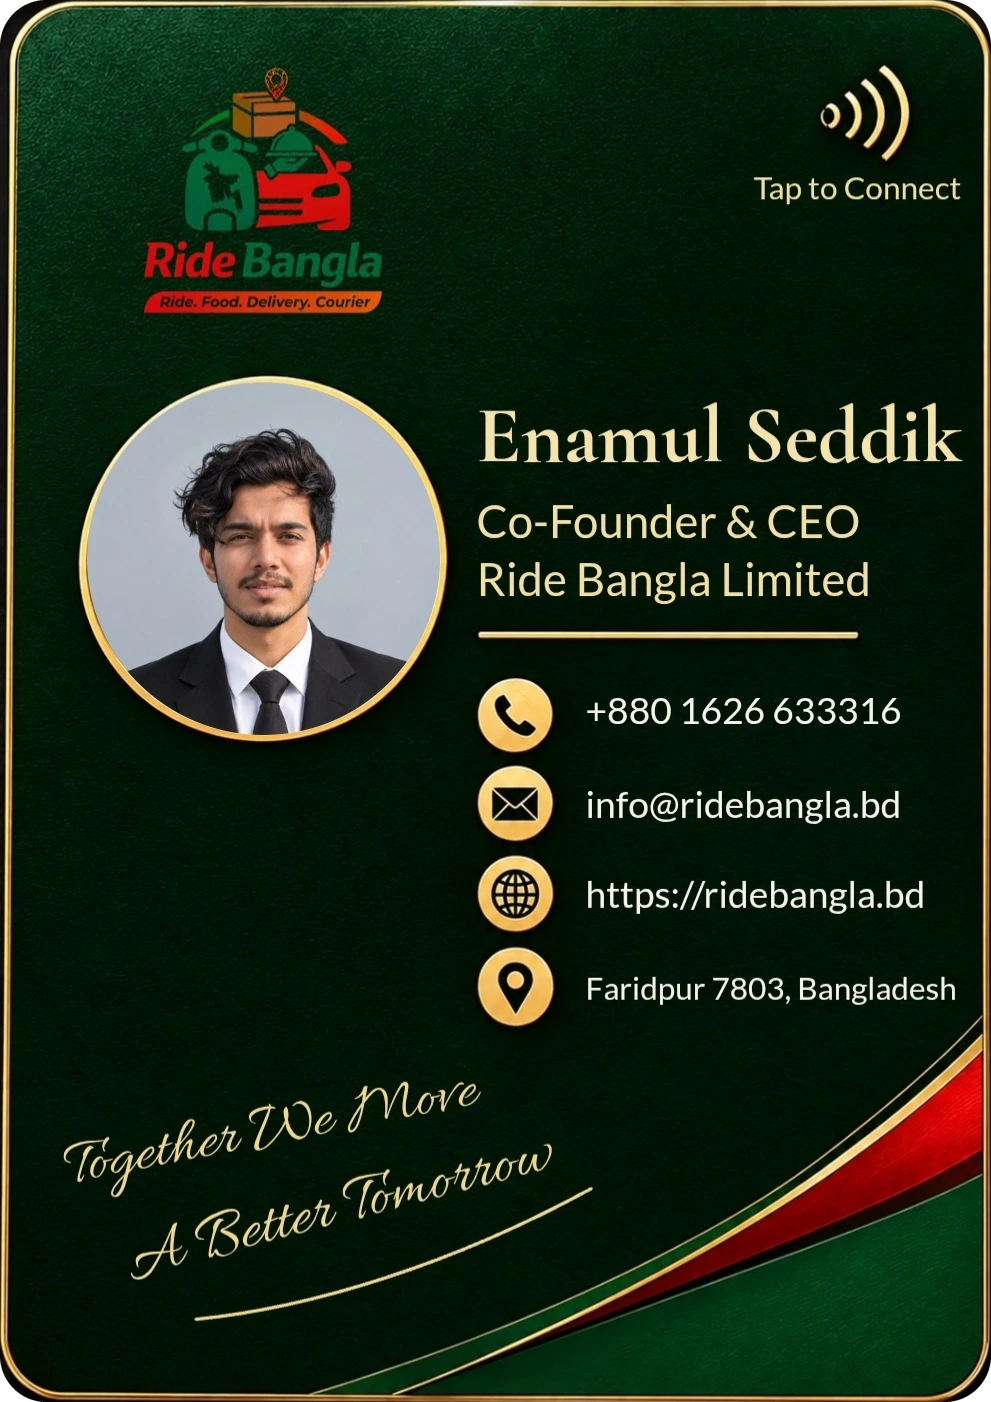 Tap to Connect
Ride Bangla
Ride. Food. Delivery. Courier
Enamul Seddik
Co-Founder & CEO
Ride Bangla Limited
+880 1626 633316
info@ridebangla.bd
https://ridebangla.bd
Faridpur 7803, Bangladesh
Together We Move
A Better Tomorrow